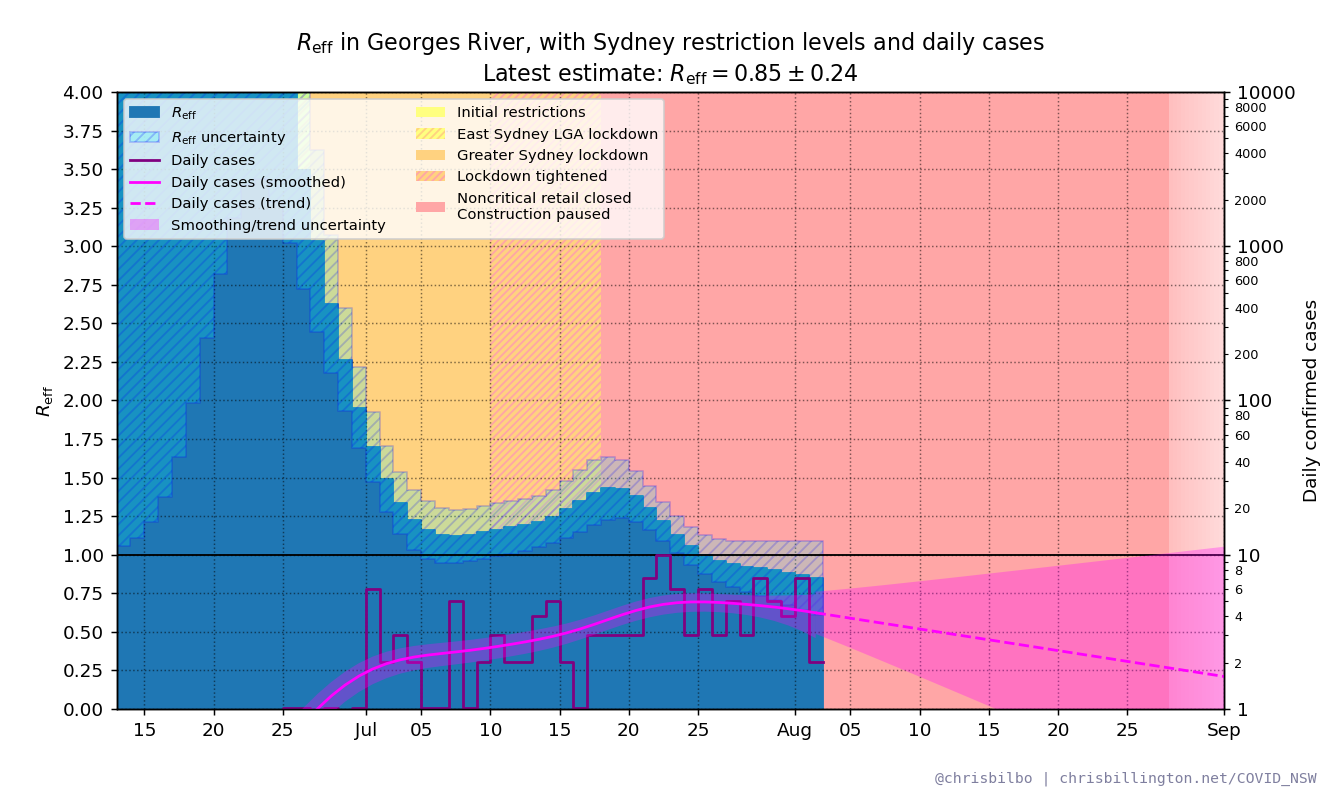 Reff in Georges River, with Sydney restriction levels and daily cases
Latest estimate: Reff = 0.85 ± 0.24
Reff
Reff uncertainty
Daily cases
Daily cases (smoothed)
Daily cases (trend)
Smoothing/trend uncertainty
Initial restrictions
East Sydney LGA lockdown
Greater Sydney lockdown
Lockdown tightened
Noncritical retail closed
Construction paused
Reff
4.00
3.75
3.50
3.25
3.00
2.75
2.50
2.25
2.00
1.75
1.50
1.25
1.00
0.75
0.50
0.25
0.00
15 20 25 Jul 05 10 15 20 25 Aug 05 10 15 20 25 Sep
10000
8000
6000
4000
2000
1000
800
600
400
200
100
80
60
40
20
10
8
6
4
2
1
Daily confirmed cases
@chrisbilbo | chrisbillington.net/COVID_NSW